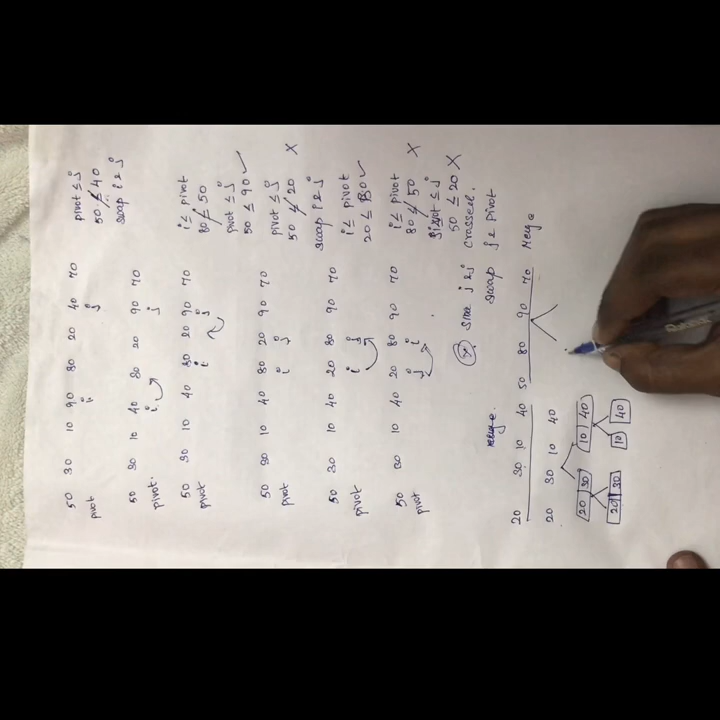 50 30 10 90 80 20 40 70 pivot ≤ j
pivot i j 50 ≰ 40
swap i & j
50 30 10 40 80 20 90 70
pivot. i j
50 30 10 40 80 20 90 70 i ≤ pivot
pivot i j 80 ≰ 50
pivot ≤ j
50 ≤ 90 ✓
50 30 10 40 80 20 90 70 pivot ≤ j
pivot i j 50 ≰ 20 X
swap i & j
50 30 10 40 20 80 90 70 i ≤ pivot
pivot i j 20 ≤ 80 ✓
50 30 10 40 20 80 90 70 i ≤ pivot
pivot j i 80 ≰ 50 X
pivot ≤ j
50 ≤ 20 X
since j & i crossed.
swap j & pivot
Merge.
20 30 10 40 50 80 90 70 Merge
20 30 10 40
20 30 10 40
20 30 10 40